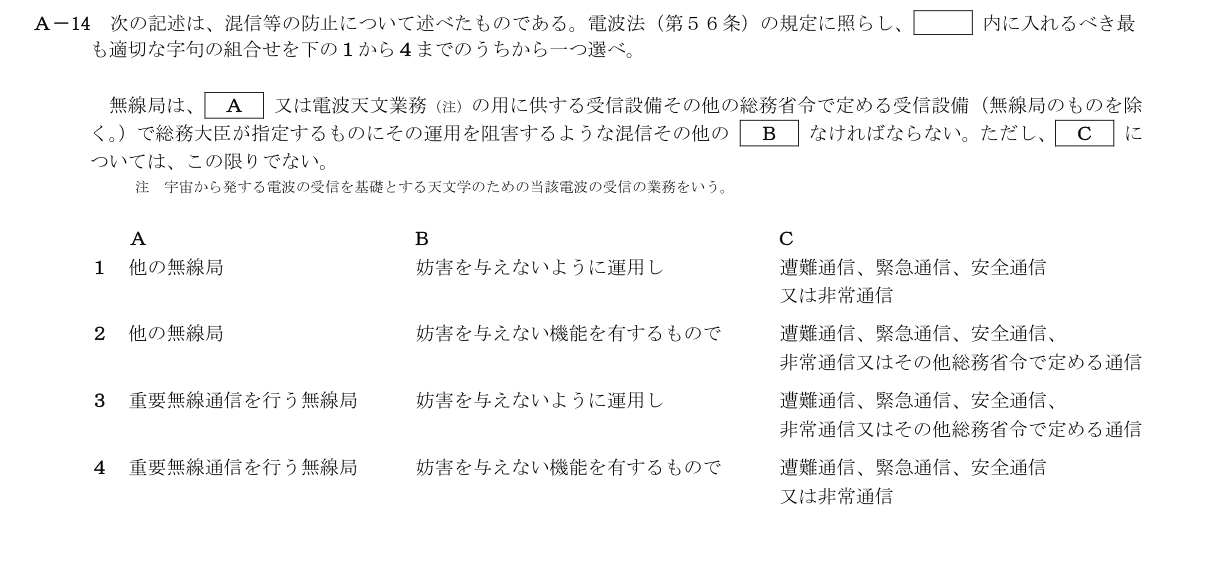 A－14 次の記述は、混信等の防止について述べたものである。電波法（第５６条）の規定に照らし、 内に入れるべき最
も適切な字句の組合せを下の1から4までのうちから一つ選べ。
無線局は、 A 又は電波天文業務（注）の用に供する受信設備その他の総務省令で定める受信設備（無線局のものを除
く。）で総務大臣が指定するものにその運用を阻害するような混信その他の B なければならない。ただし、 C に
ついては、この限りでない。
注 宇宙から発する電波の受信を基礎とする天文学のための当該電波の受信の業務をいう。
A B C
1 他の無線局 妨害を与えないように運用し 遭難通信、緊急通信、安全通信
又は非常通信
2 他の無線局 妨害を与えない機能を有するもので 遭難通信、緊急通信、安全通信、
非常通信又はその他総務省令で定める通信
3 重要無線通信を行う無線局 妨害を与えないように運用し 遭難通信、緊急通信、安全通信、
非常通信又はその他総務省令で定める通信
4 重要無線通信を行う無線局 妨害を与えない機能を有するもので 遭難通信、緊急通信、安全通信
又は非常通信